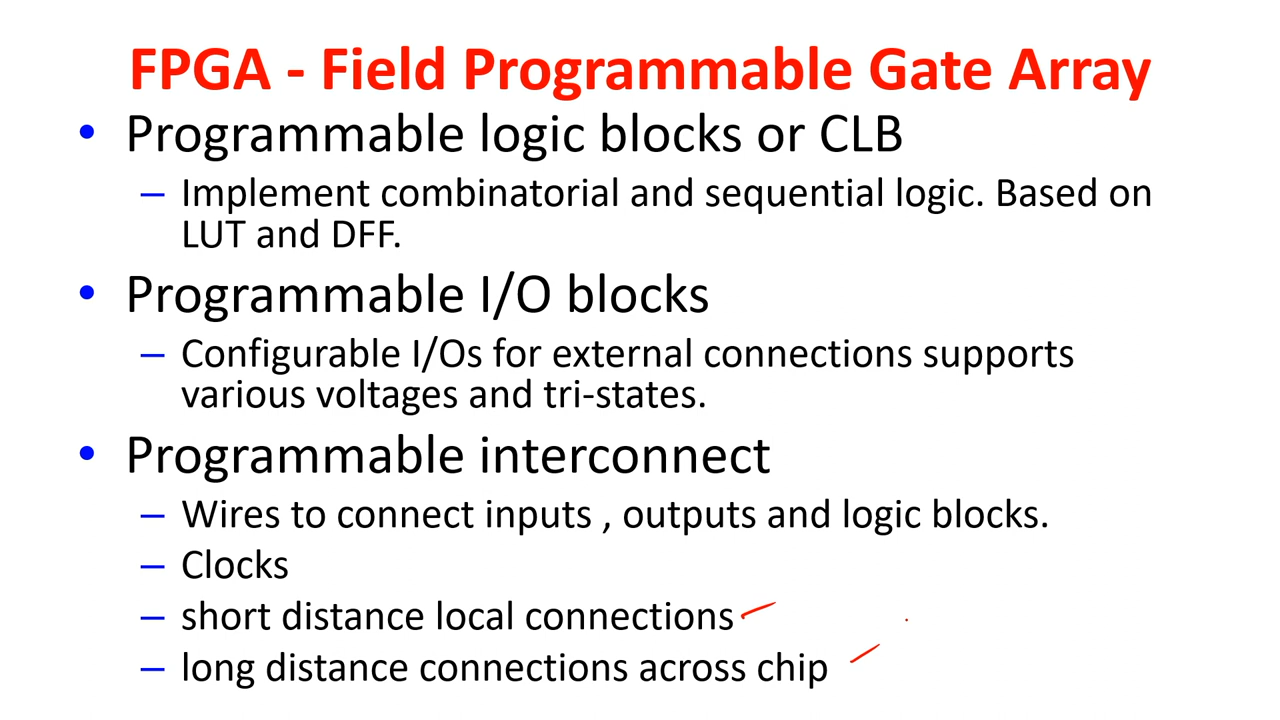 FPGA - Field Programmable Gate Array
• Programmable logic blocks or CLB
– Implement combinatorial and sequential logic. Based on
LUT and DFF.
• Programmable I/O blocks
– Configurable I/Os for external connections supports
various voltages and tri-states.
• Programmable interconnect
– Wires to connect inputs , outputs and logic blocks.
– Clocks
– short distance local connections
– long distance connections across chip